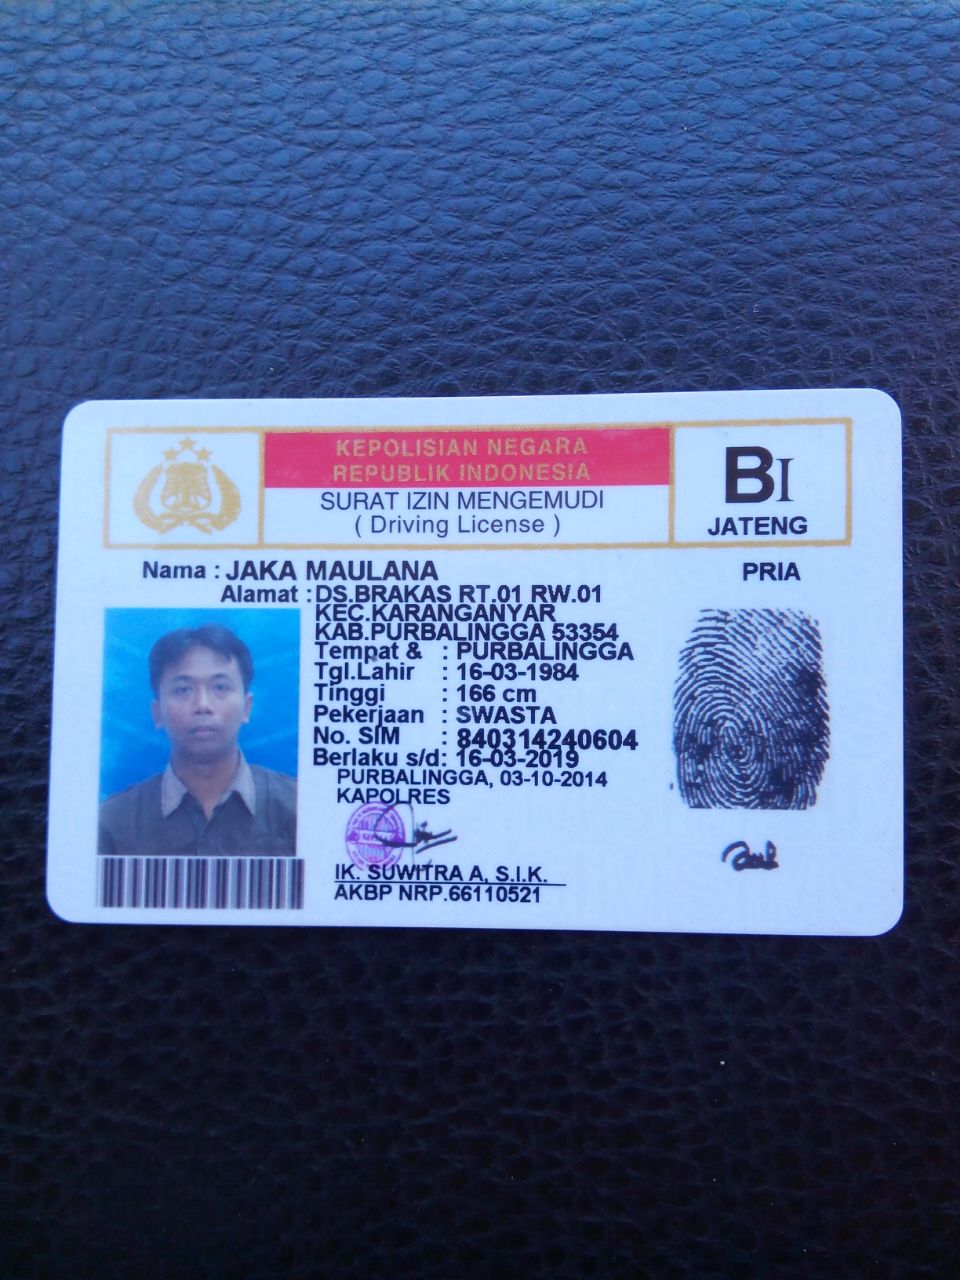 KEPOLISIAN NEGARA
REPUBLIK INDONESIA
SURAT IZIN MENGEMUDI
( Driving License )
BI
JATENG
Nama : JAKA MAULANA
PRIA
Alamat : DS.BRAKAS RT.01 RW.01
KEC.KARANGANYAR
KAB.PURBALINGGA 53354
Tempat & : PURBALINGGA
Tgl.Lahir : 16-03-1984
Tinggi : 166 cm
Pekerjaan : SWASTA
No. SIM : 840314240604
Berlaku s/d : 16-03-2019
PURBALINGGA, 03-10-2014
KAPOLRES
IK. SUWITRA A, S.I.K.
AKBP NRP.66110521